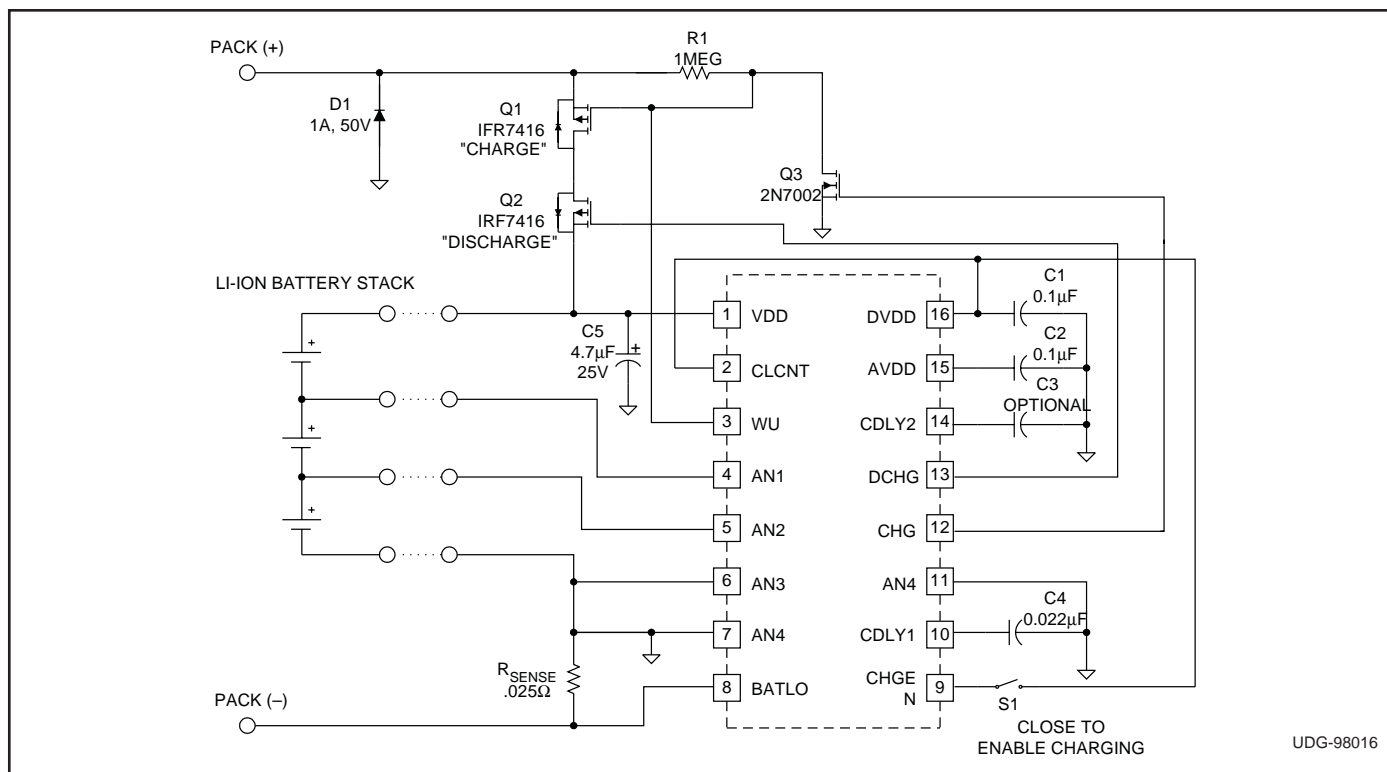 PACK (+)
R1
1MEG
D1
1A, 50V
Q1
IFR7416
"CHARGE"
Q3
2N7002
Q2
IRF7416
"DISCHARGE"
LI-ION BATTERY STACK
+
+
+
C5
4.7µF
25V
+
1 VDD
2 CLCNT
3 WU
4 AN1
5 AN2
6 AN3
7 AN4
8 BATLO
DVDD 16
AVDD 15
CDLY2 14
DCHG 13
CHG 12
AN4 11
CDLY1 10
CHGE
N
9
C1
0.1µF
C2
0.1µF
C3
OPTIONAL
C4
0.022µF
S1
CLOSE TO
ENABLE CHARGING
RSENSE
.025Ω
PACK (–)
UDG-98016